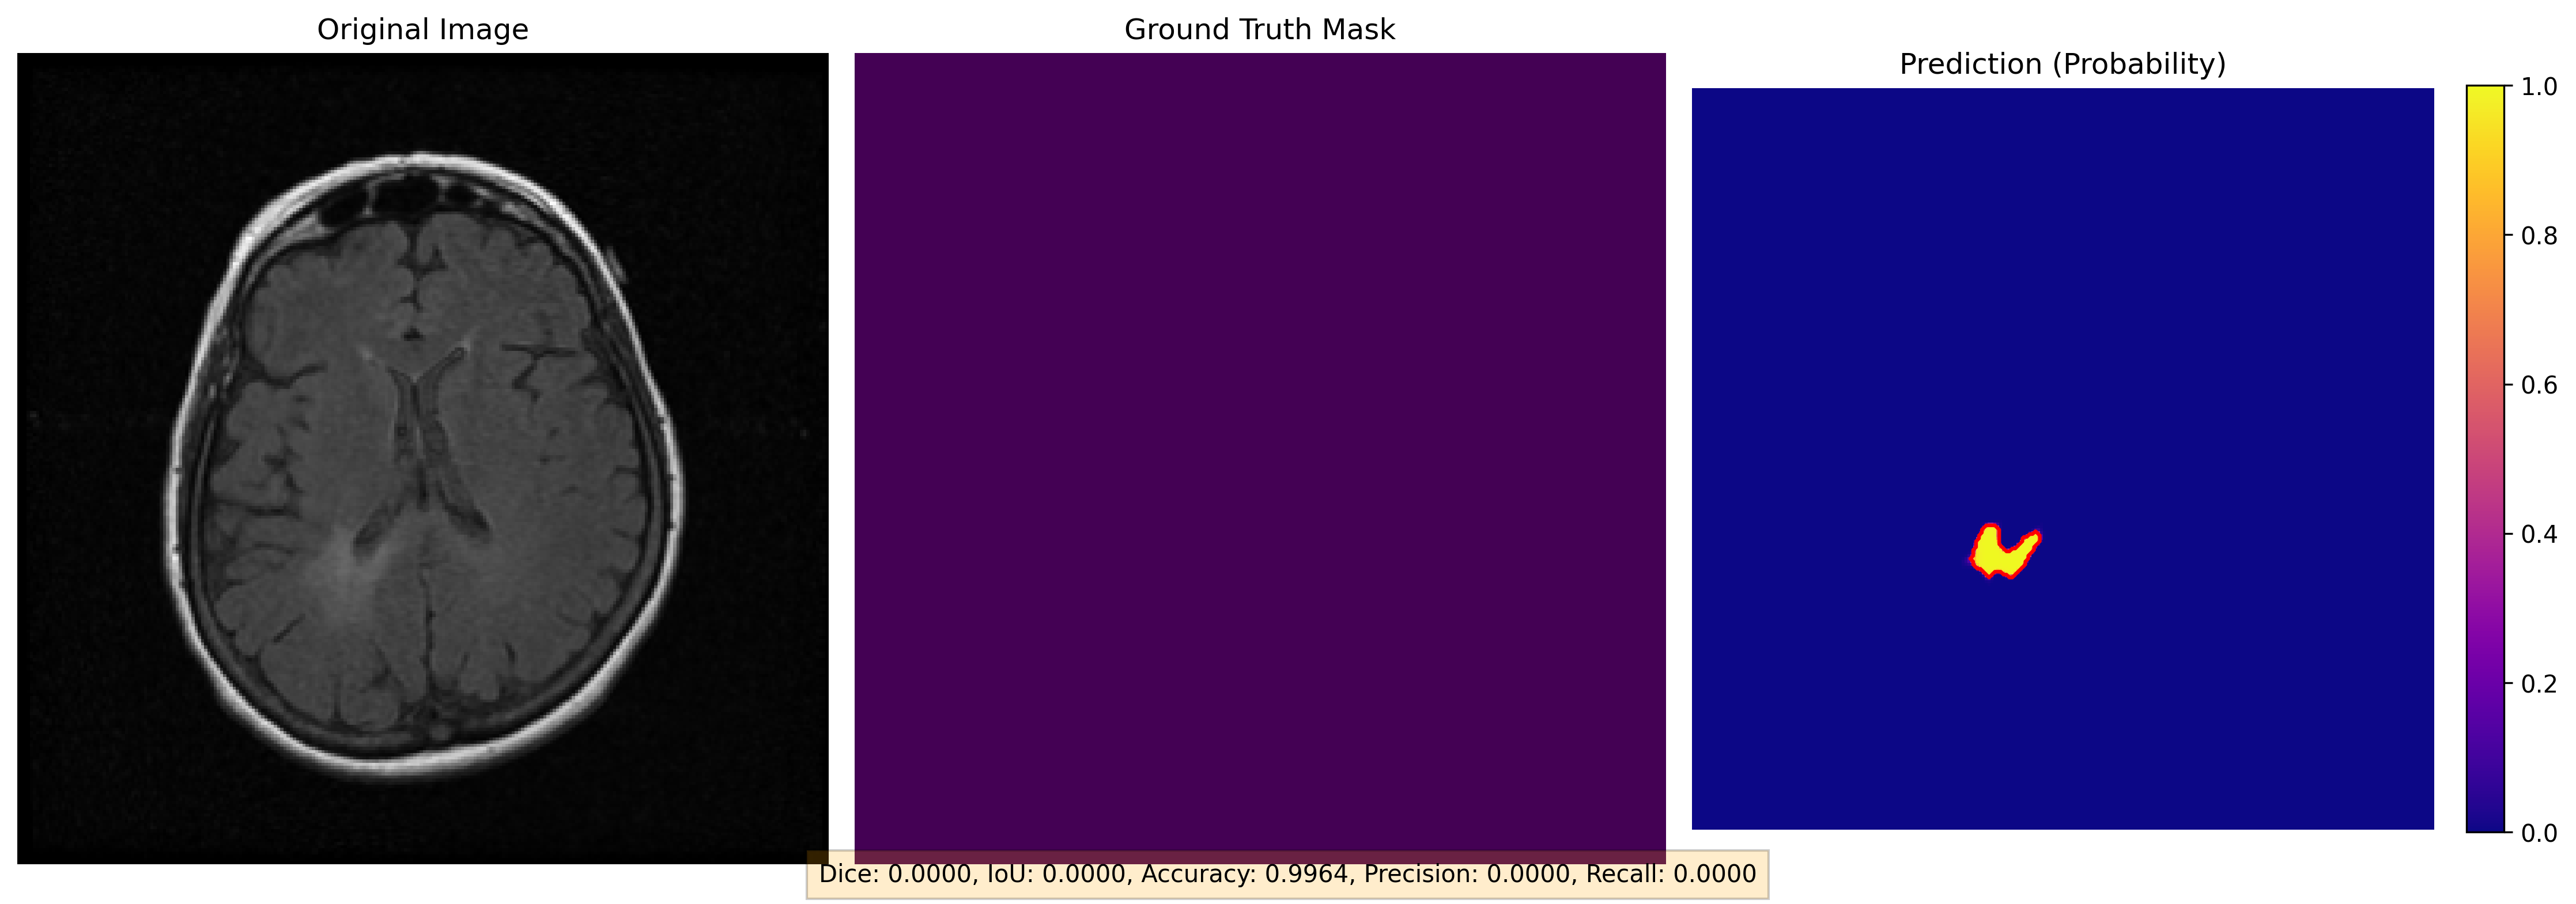 Original Image
Ground Truth Mask
Prediction (Probability)
1.0
0.8
0.6
0.4
0.2
0.0
Dice: 0.0000, IoU: 0.0000, Accuracy: 0.9964, Precision: 0.0000, Recall: 0.0000